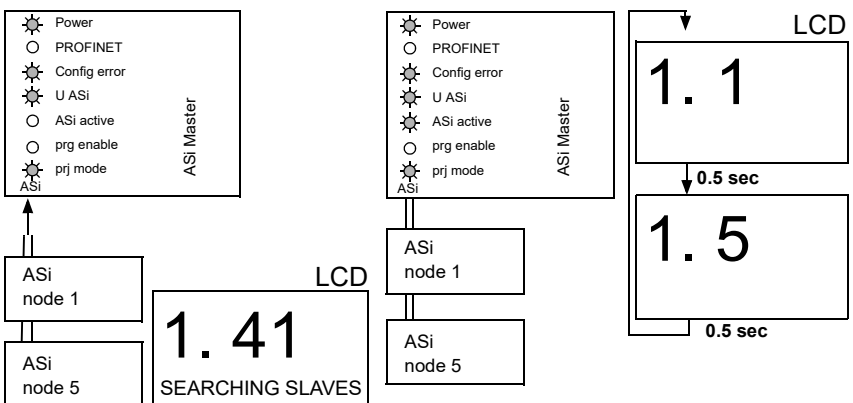 Power
PROFINET
Config error
U ASi
ASi active
prg enable
prj mode
ASi
ASi Master
ASi
node 1
ASi
node 5
LCD
1. 41
SEARCHING SLAVES
Power
PROFINET
Config error
U ASi
ASi active
prg enable
prj mode
ASi
ASi Master
ASi
node 1
ASi
node 5
LCD
1. 1
0.5 sec
1. 5
0.5 sec